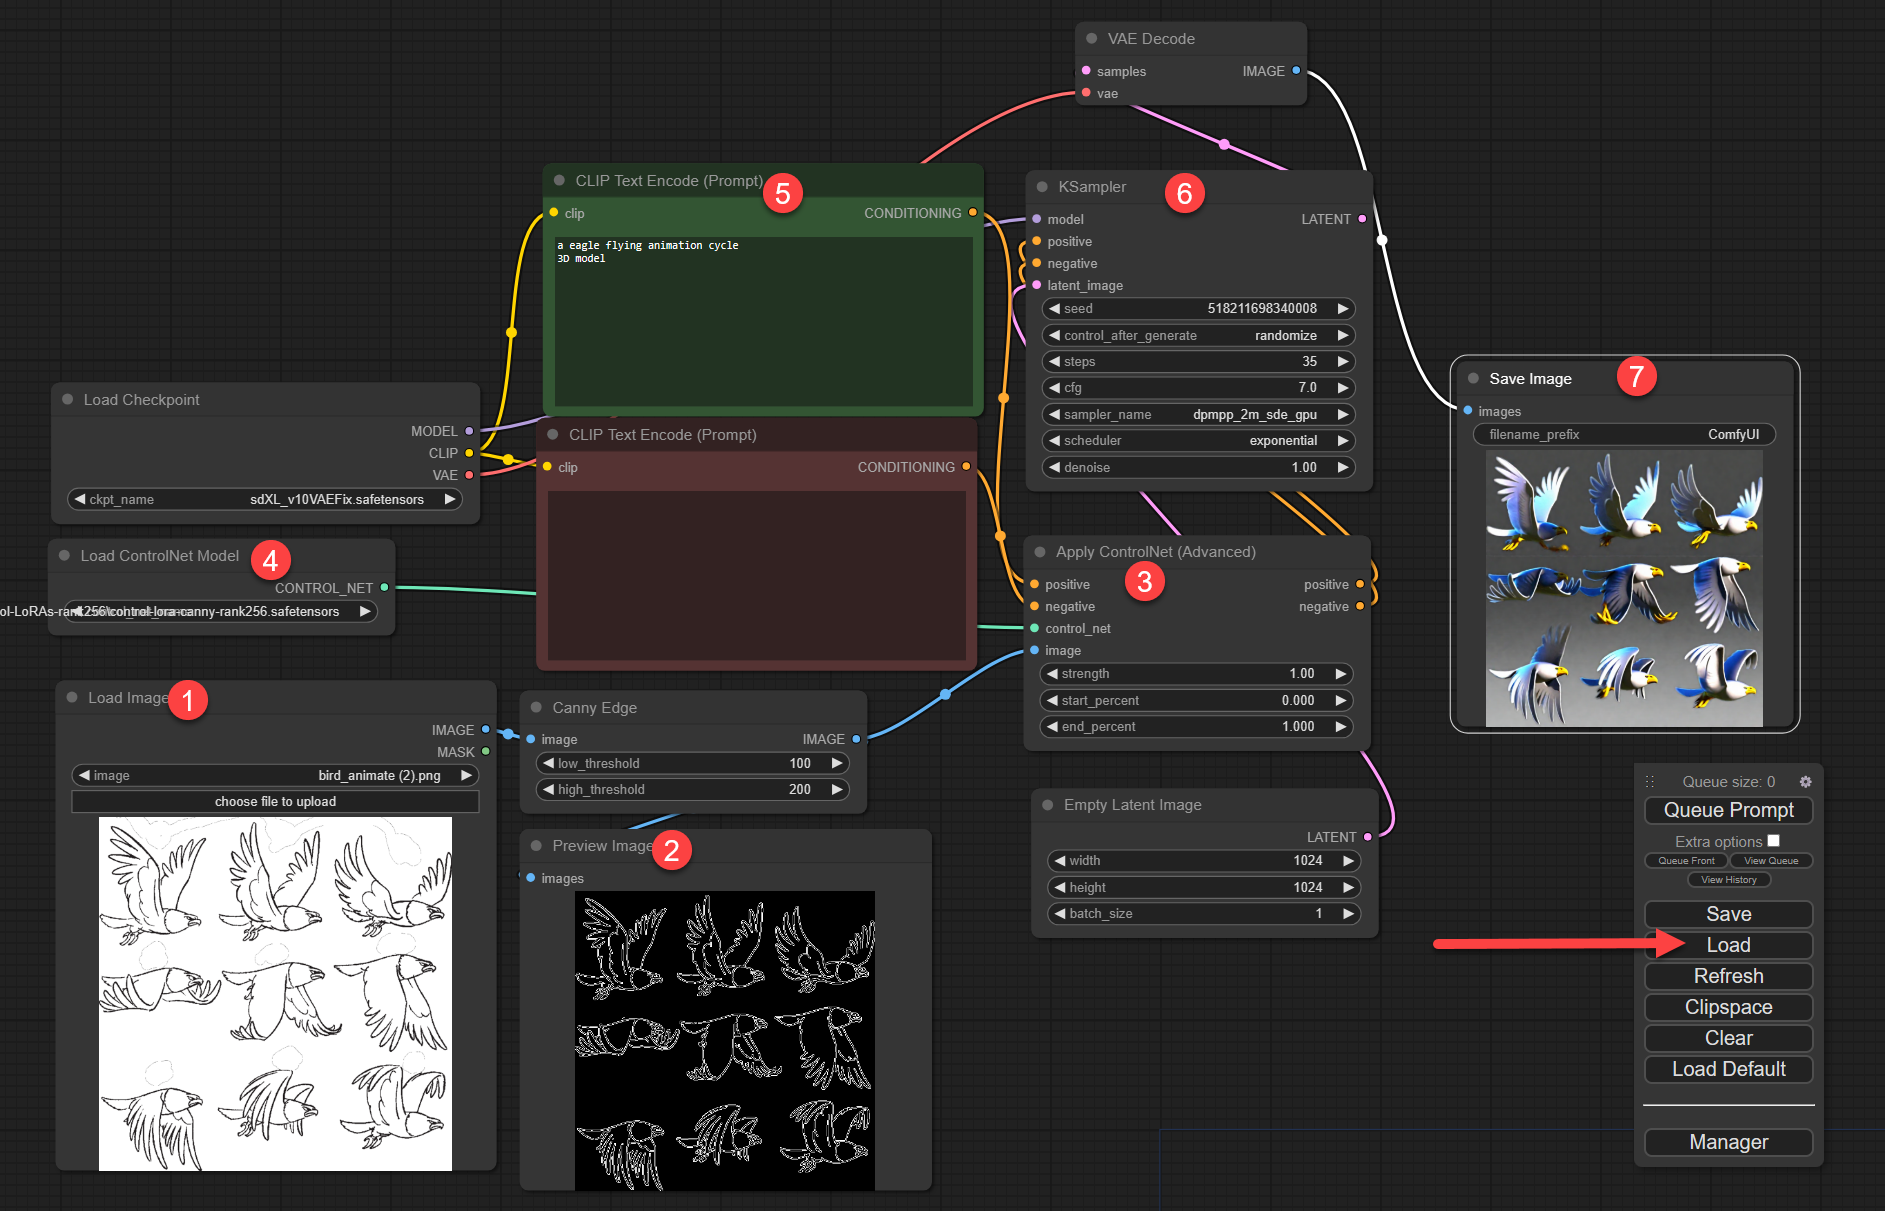 VAE Decode
samples IMAGE
vae
CLIP Text Encode (Prompt) 5
clip CONDITIONING
a eagle flying animation cycle
3D model
KSampler 6
model LATENT
positive
negative
latent_image
seed 518211698340008
control_after_generate randomize
steps 35
cfg 7.0
sampler_name dpmpp_2m_sde_gpu
scheduler exponential
denoise 1.00
Save Image 7
images
filename_prefix ComfyUI
Load Checkpoint
MODEL
CLIP
VAE
ckpt_name sdXL_v10VAEFix.safetensors
CLIP Text Encode (Prompt)
clip CONDITIONING
Load ControlNet Model 4
CONTROL_NET
ol-LoRAs-rank256\control-lora-canny-rank256.safetensors
Apply ControlNet (Advanced)
3
positive positive
negative negative
control_net
image
strength 1.00
start_percent 0.000
end_percent 1.000
Load Image 1
IMAGE
MASK
image bird_animate (2).png
choose file to upload
Canny Edge
image IMAGE
low_threshold 100
high_threshold 200
Preview Image 2
images
Empty Latent Image
LATENT
width 1024
height 1024
batch_size 1
Queue size: 0
Queue Prompt
Extra options
Queue Front View Queue
View History
Save
Load
Refresh
Clipspace
Clear
Load Default
Manager